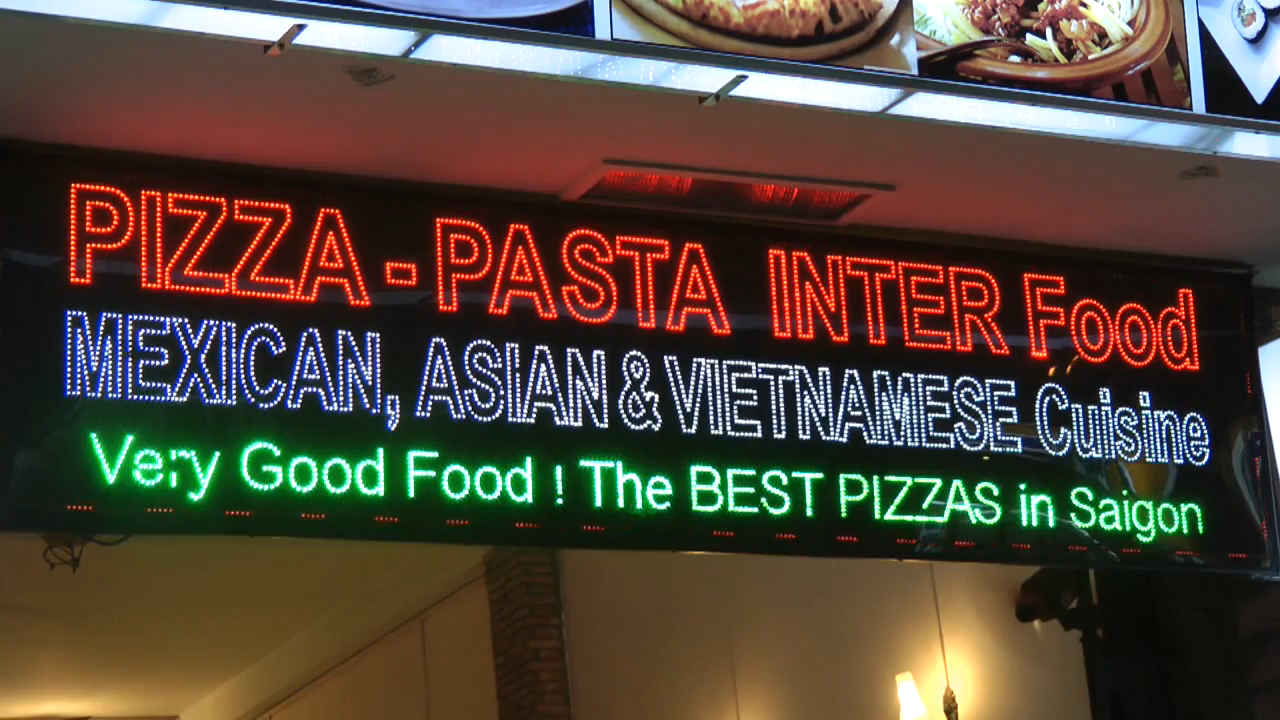 PIZZA - PASTA INTER Food
MEXICAN, ASIAN & VIETNAMESE Cuisine
Very Good Food ! The BEST PIZZAS in Saigon